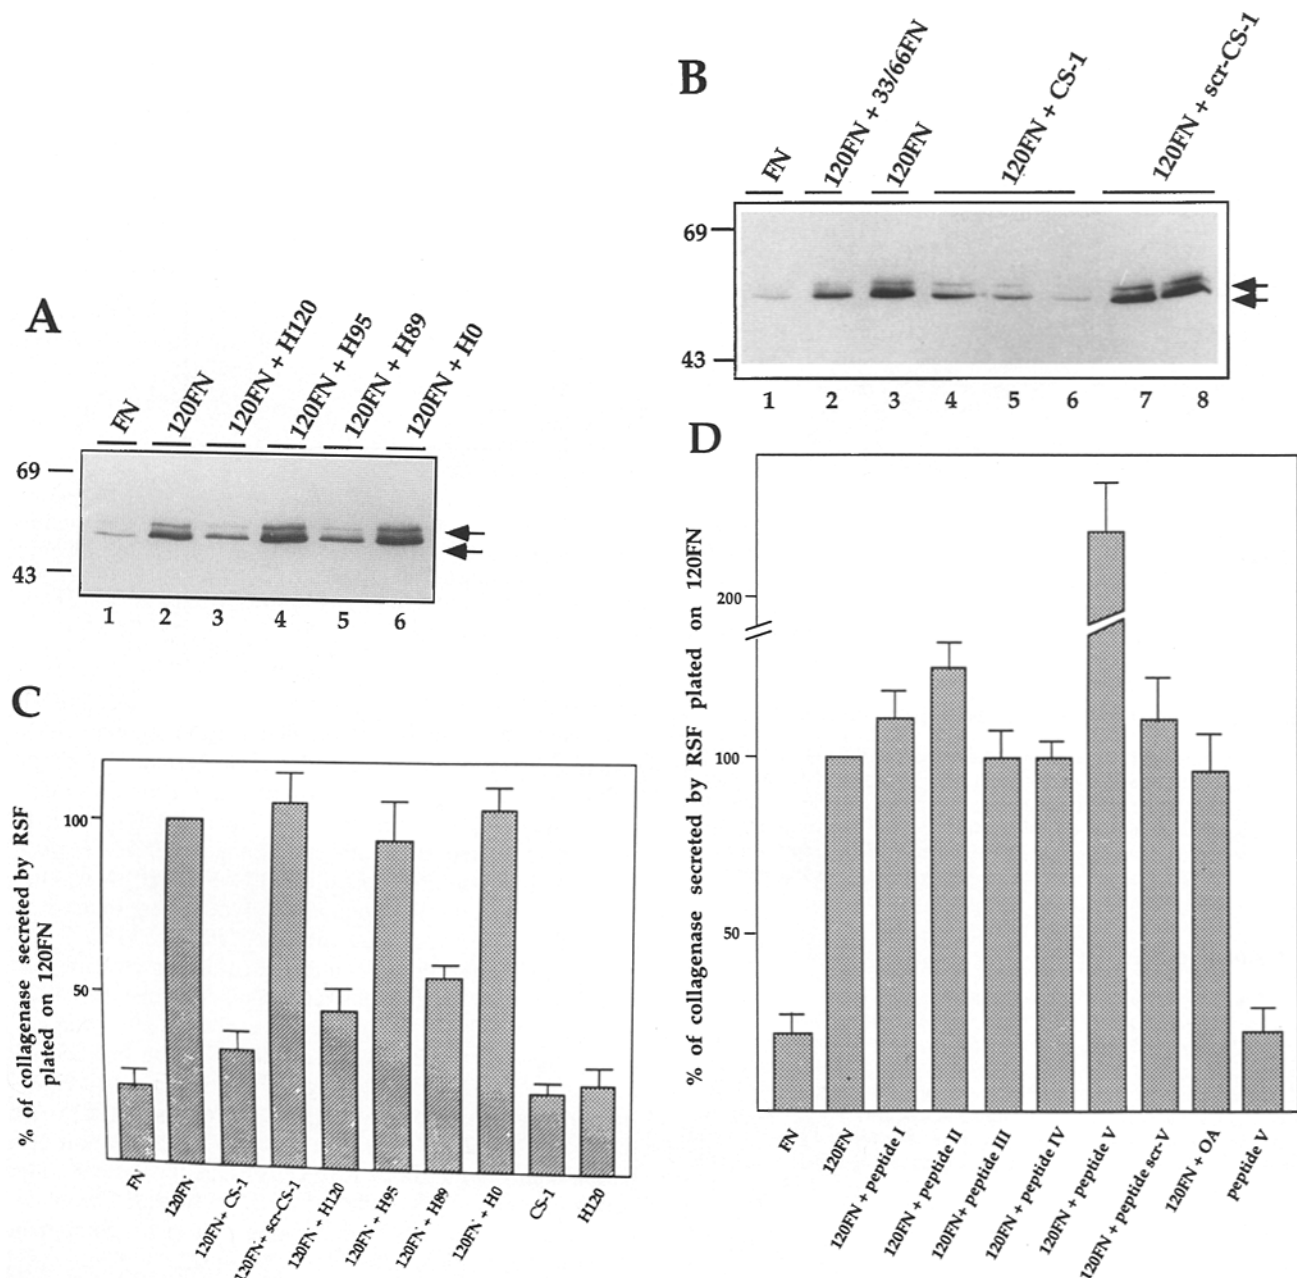 A
FN
120FN
120FN + H120
120FN + H95
120FN + H89
120FN + H0
69
43
1 2 3 4 5 6
B
FN
120FN + 33/66FN
120FN
120FN + CS-1
120FN + scr-CS-1
69
43
1 2 3 4 5 6 7 8
C
% of collagenase secreted by RSF
plated on 120FN
100
50
FN
120FN
120FN+ CS-1
120FN+ scr-CS-1
120FN + H120
120FN + H95
120FN + H89
120FN + H0
CS-1
H120
D
% of collagenase secreted by RSF plated on 120FN
200
100
50
FN
120FN
120FN + peptide I
120FN + peptide II
120FN+ peptide III
120FN + peptide IV
120FN + peptide V
120FN + peptide scr-V
120FN + OA
peptide V